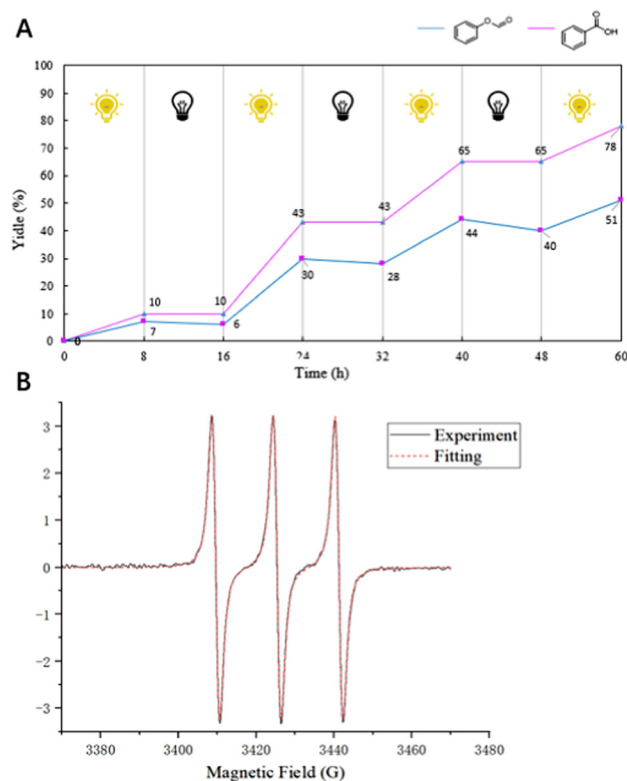 A
O
O
O
OH
100
90
80
70
60
50
40
30
20
10
0
Yidle (%)
10
10
43
43
65
65
78
0
7
6
30
28
44
40
51
0 8 16 24 32 40 48 60
Time (h)
B
Experiment
Fitting
3
2
1
0
-1
-2
-3
3380 3400 3420 3440 3460 3480
Magnetic Field (G)